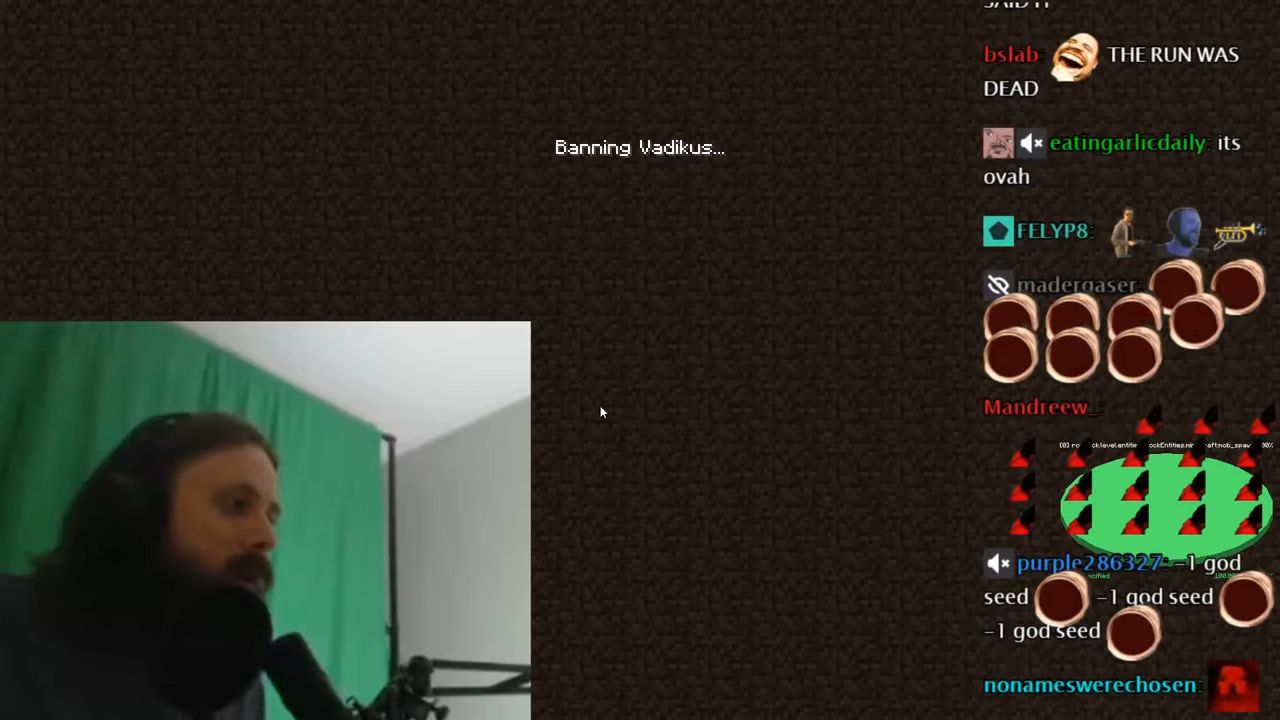 bslab: THE RUN WAS
DEAD
Banning Vadikus...
eatingarlicdaily: its
ovah
FELYP8:
madergaser:
Mandreew_:
purple286327: -1 god
seed -1 god seed
-1 god seed
nonameswerechosen: